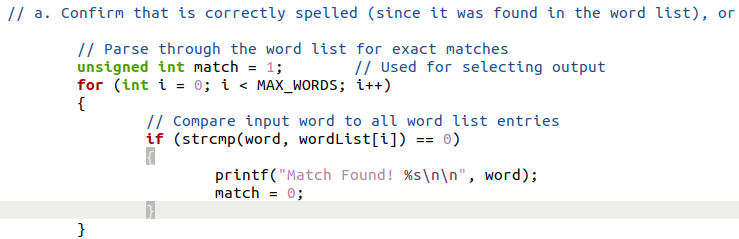 // a. Confirm that is correctly spelled (since it was found in the word list), or
// Parse through the word list for exact matches
unsigned int match = 1;        // Used for selecting output
for (int i = 0; i < MAX_WORDS; i++)
{
// Compare input word to all word list entries
if (strcmp(word, wordList[i]) == 0)
{
printf("Match Found! %s\n\n", word);
match = 0;
}
}